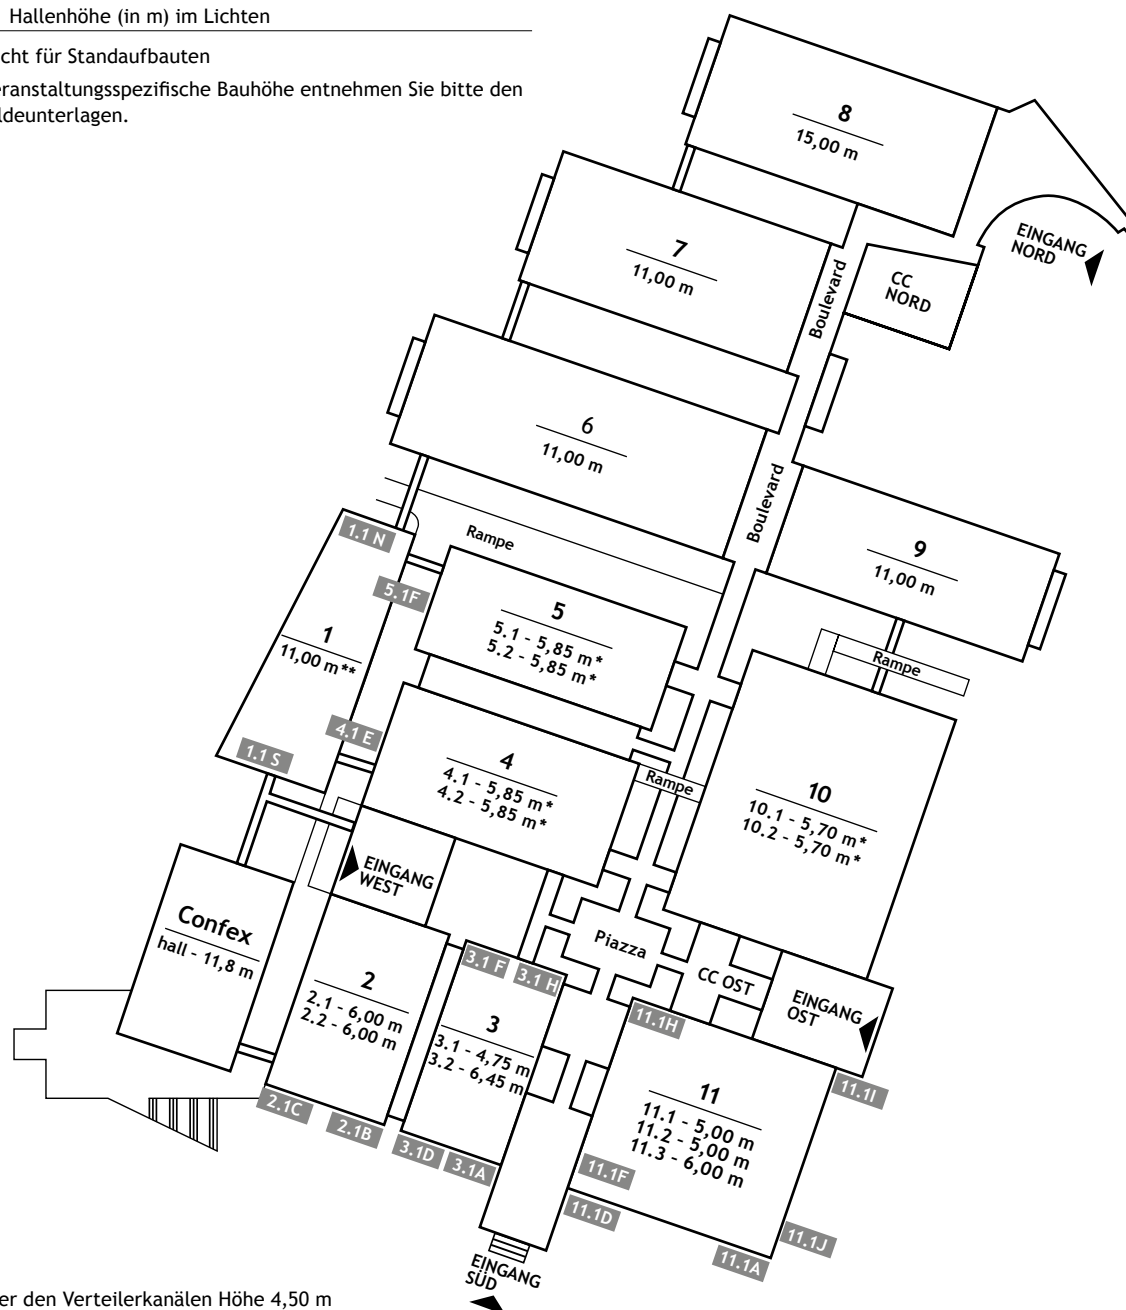 Hallenhöhe (in m) im Lichten
cht für Standaufbauten
eranstaltungsspezifische Bauhöhe entnehmen Sie bitte den
ldeunterlagen.
8
15,00 m
EINGANG
NORD
7
11,00 m
CC
NORD
Boulevard
6
11,00 m
Boulevard
1.1 N
Rampe
9
11,00 m
5.1F
5
5.1 - 5,85 m*
5.2 - 5,85 m*
1
11,00 m**
Rampe
4.1 E
1.1 S
4
4.1 - 5,85 m*
4.2 - 5,85 m*
Rampe
10
10.1 - 5,70 m*
10.2 - 5,70 m*
EINGANG
WEST
Confex
hall - 11,8 m
Piazza
3.1 F
3.1 H
CC OST
2
2.1 - 6,00 m
2.2 - 6,00 m
EINGANG
OST
3
3.1 - 4,75 m
3.2 - 6,45 m
11.1H
11.1I
11
11.1 - 5,00 m
11.2 - 5,00 m
11.3 - 6,00 m
2.1C
2.1B
3.1D
3.1A
11.1F
11.1D
11.1J
11.1A
EINGANG
SÜD
er den Verteilerkanälen Höhe 4,50 m